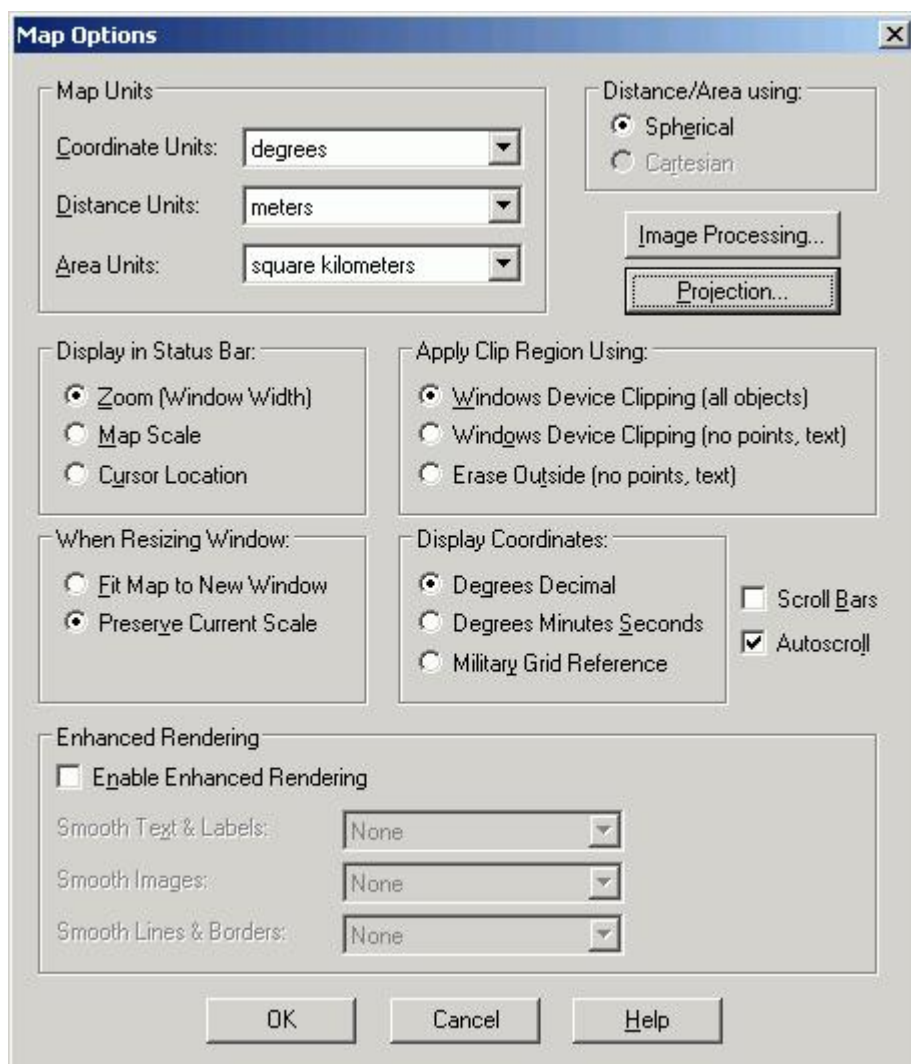 Map Options
Map Units
Coordinate Units: degrees
Distance Units: meters
Area Units: square kilometers
Distance/Area using:
Spherical
Cartesian
Image Processing...
Projection...
Display in Status Bar:
Zoom (Window Width)
Map Scale
Cursor Location
Apply Clip Region Using:
Windows Device Clipping (all objects)
Windows Device Clipping (no points, text)
Erase Outside (no points, text)
When Resizing Window:
Fit Map to New Window
Preserve Current Scale
Display Coordinates:
Degrees Decimal
Degrees Minutes Seconds
Military Grid Reference
Scroll Bars
Autoscroll
Enhanced Rendering
Enable Enhanced Rendering
Smooth Text & Labels: None
Smooth Images: None
Smooth Lines & Borders: None
OK Cancel Help